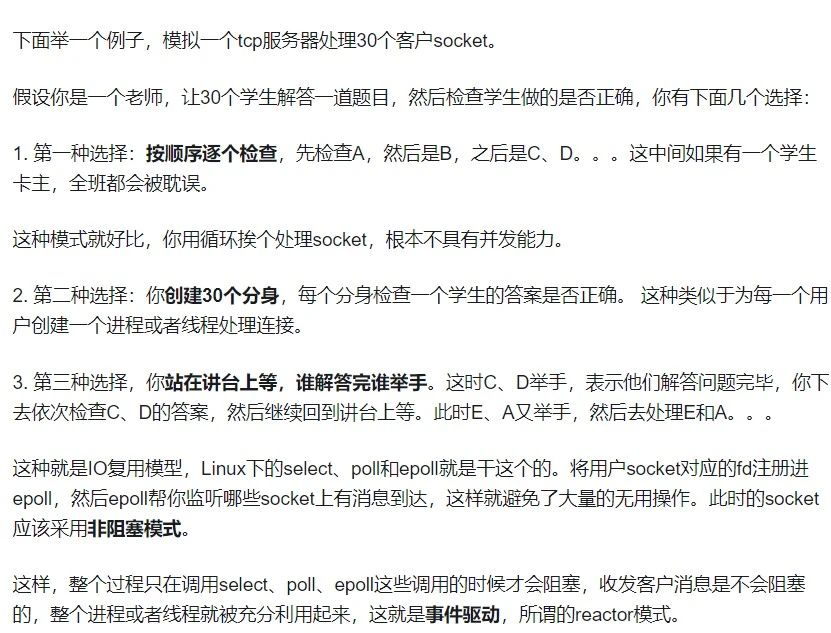 下面举一个例子，模拟一个tcp服务器处理30个客户socket。
假设你是一个老师，让30个学生解答一道题目，然后检查学生做的是否正确，你有下面几个选择：
1. 第一种选择：按顺序逐个检查，先检查A，然后是B，之后是C、D。。。这中间如果有一个学生
卡主，全班都会被耽误。
这种模式就好比，你用循环挨个处理socket，根本不具有并发能力。
2. 第二种选择：你创建30个分身，每个分身检查一个学生的答案是否正确。 这种类似于为每一个用
户创建一个进程或者线程处理连接。
3. 第三种选择，你站在讲台上等，谁解答完谁举手。这时C、D举手，表示他们解答问题完毕，你下
去依次检查C、D的答案，然后继续回到讲台上等。此时E、A又举手，然后去处理E和A。。。
这种就是IO复用模型，Linux下的select、poll和epoll就是干这个的。将用户socket对应的fd注册进
epoll，然后epoll帮你监听哪些socket上有消息到达，这样就避免了大量的无用操作。此时的socket
应该采用非阻塞模式。
这样，整个过程只在调用select、poll、epoll这些调用的时候才会阻塞，收发客户消息是不会阻塞
的，整个进程或者线程就被充分利用起来，这就是事件驱动，所谓的reactor模式。